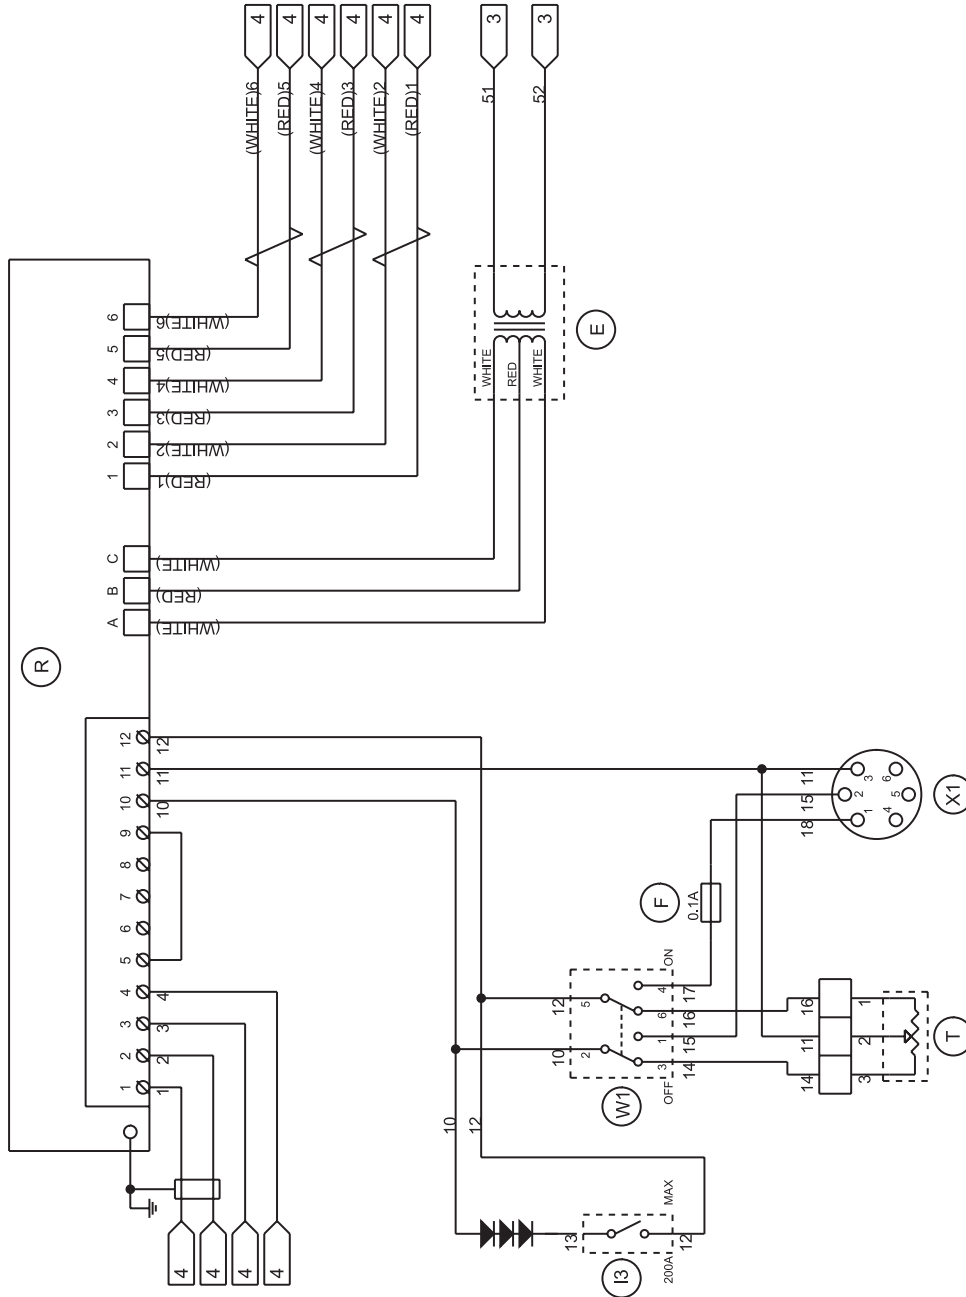 4
4
4
4
4
4
3
3
(WHITE)6
(RED)5
(WHITE)4
(RED)3
(WHITE)2
(RED)1
51
52
6
5
4
3
2
1
(WHITE)6
(RED)5
(WHITE)4
(RED)3
(WHITE)2
(RED)1
WHITE
RED
WHITE
E
C
B
A
(WHITE)
(RED)
(WHITE)
R
12
11
10
9
8
7
6
5
4
3
2
1
12
11
10
4
3
2
1
11
15
18
3
2
1
6
5
4
X1
F
0.1A
ON
12
10
5
2
4
6
1
3
17
16
15
14
OFF
W1
16
11
14
1
2
3
T
10
12
13
12
MAX
200A
I3
4
4
4
4